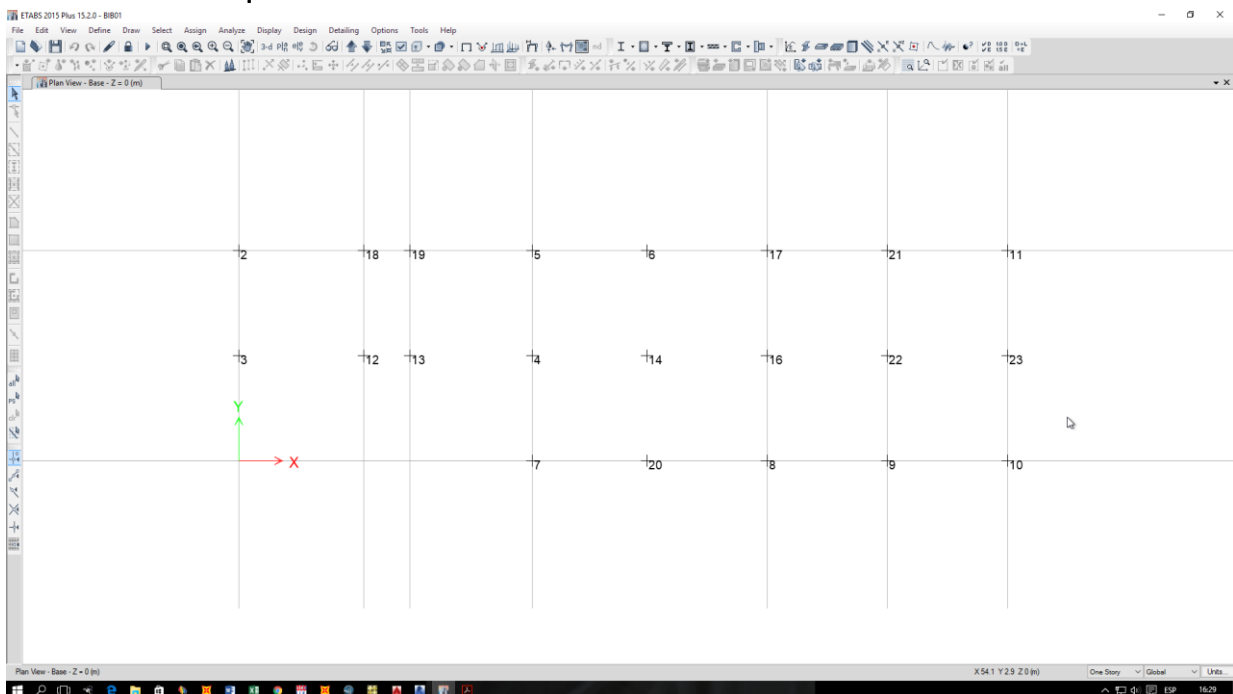 ETABS 2015 Plus 15.2.0 - BIB01
File Edit View Define Draw Select Assign Analyze Display Design Detailing Options Tools Help
Plan View - Base - Z = 0 (m)
2 18 19 5 6 17 21 11
3 12 13 4 14 16 22 23
Y
X 7 20 8 9 10
Plan View - Base - Z = 0 (m) X 54.1 Y 2.9 Z 0 (m) One Story Global Units...
ESP 16:29